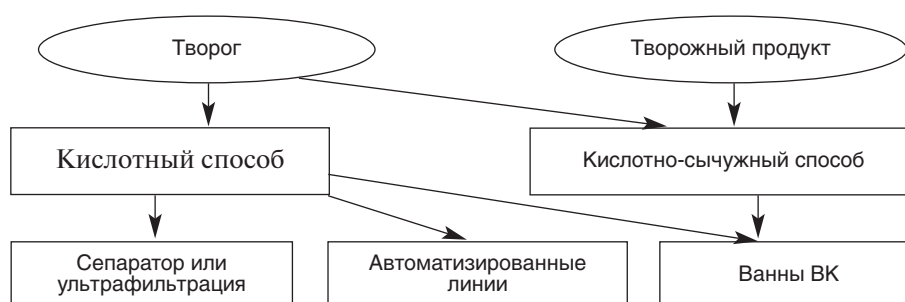 Творог
Творожный продукт
Кислотный способ
Кислотно-сычужный способ
Сепаратор или
ультрафильтрация
Автоматизированные
линии
Ванны ВК